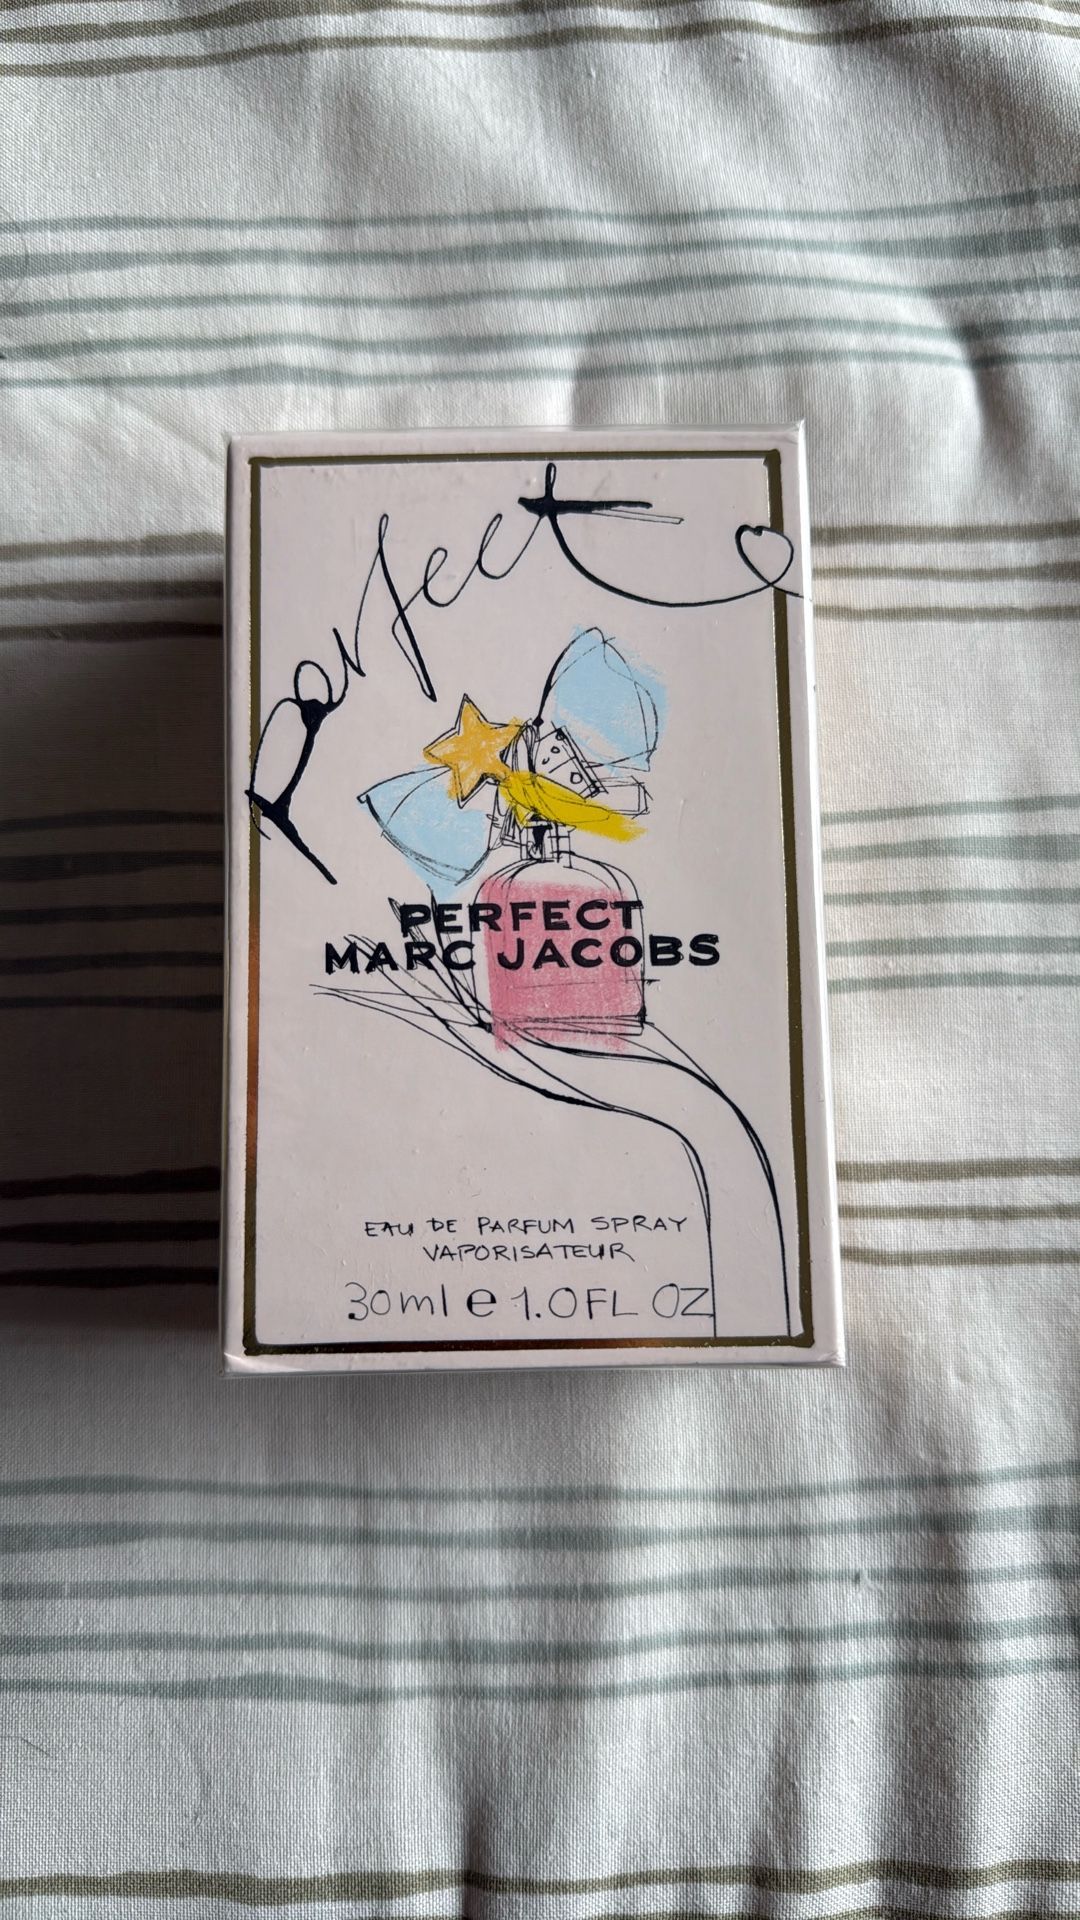 perfect
PERFECT
MARC JACOBS
EAU DE PARFUM SPRAY
VAPORISATEUR
30ml e 1.0FL OZ